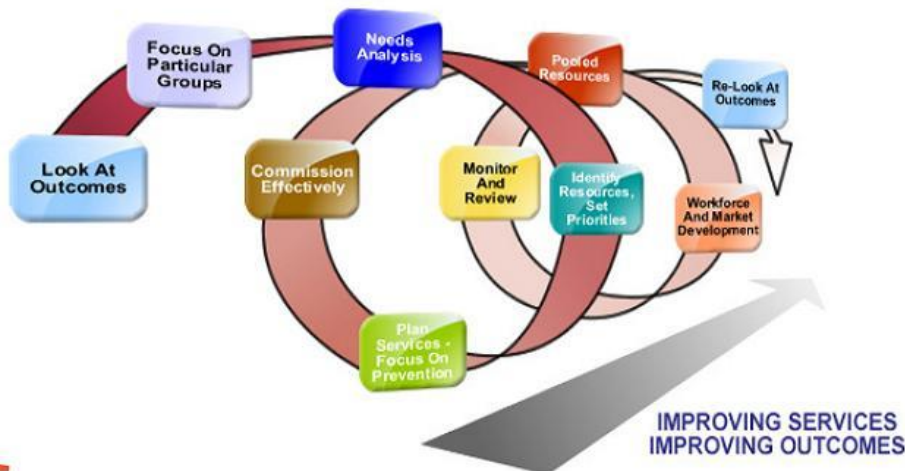 Look At
Outcomes
Focus On
Particular
Groups
Needs
Analysis
Identify
Resources,
Set
Priorities
Plan
Services -
Focus On
Prevention
Commission
Effectively
Pooled
Resources
Workforce
And Market
Development
Monitor
And
Review
Re-Look At
Outcomes
IMPROVING SERVICES
IMPROVING OUTCOMES